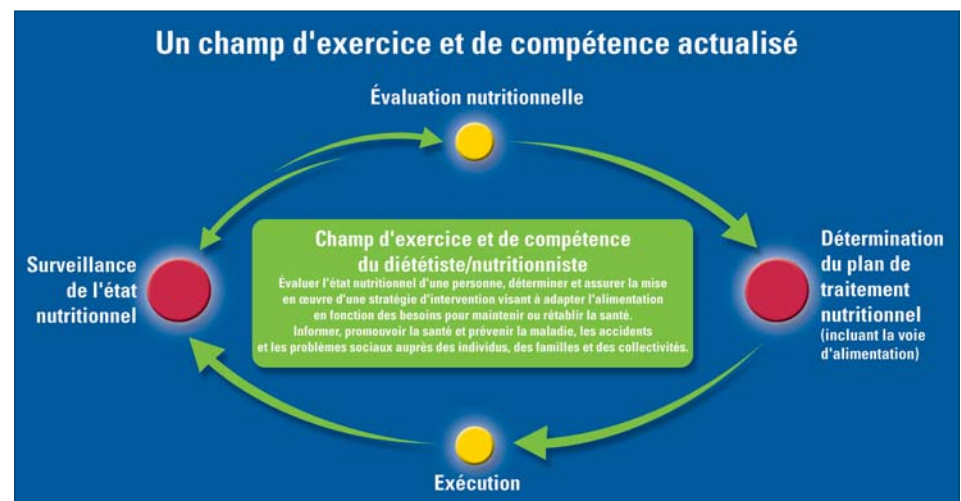 Un champ d'exercice et de compétence actualisé
Évaluation nutritionnelle
Surveillance
de l'état
nutritionnel
Champ d'exercice et de compétence
du diététiste/nutritionniste
Évaluer l'état nutritionnel d'une personne, déterminer et assurer la mise
en œuvre d'une stratégie d'intervention visant à adapter l'alimentation
en fonction des besoins pour maintenir ou rétablir la santé.
Informer, promouvoir la santé et prévenir la maladie, les accidents
et les problèmes sociaux auprès des individus, des familles et des collectivités.
Détermination
du plan de
traitement
nutritionnel
(incluant la voie
d'alimentation)
Exécution